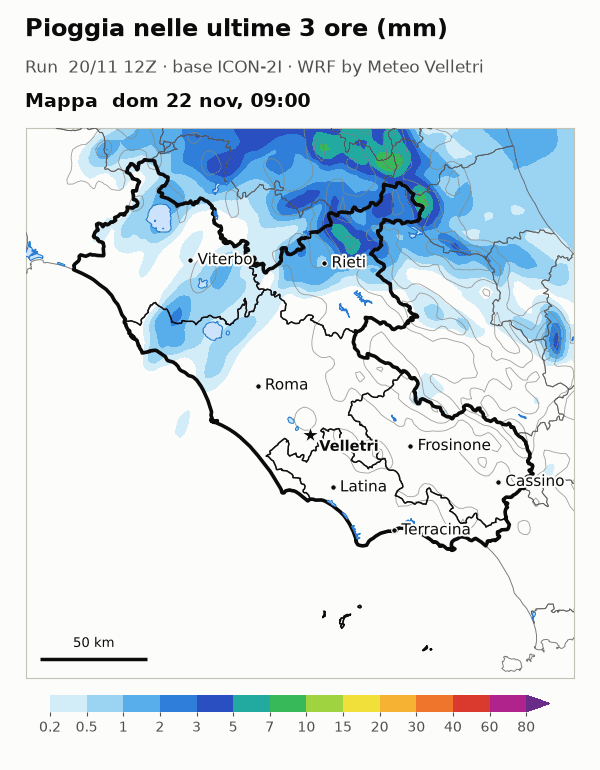 Pioggia nelle ultime 3 ore (mm)
Run  20/11 12Z · base ICON-2I · WRF by Meteo Velletri
Mappa  dom 22 nov, 09:00
Viterbo
Rieti
Roma
Velletri
Frosinone
Cassino
Latina
Terracina
50 km
0.2 0.5 1 2 3 5 7 10 15 20 30 40 60 80